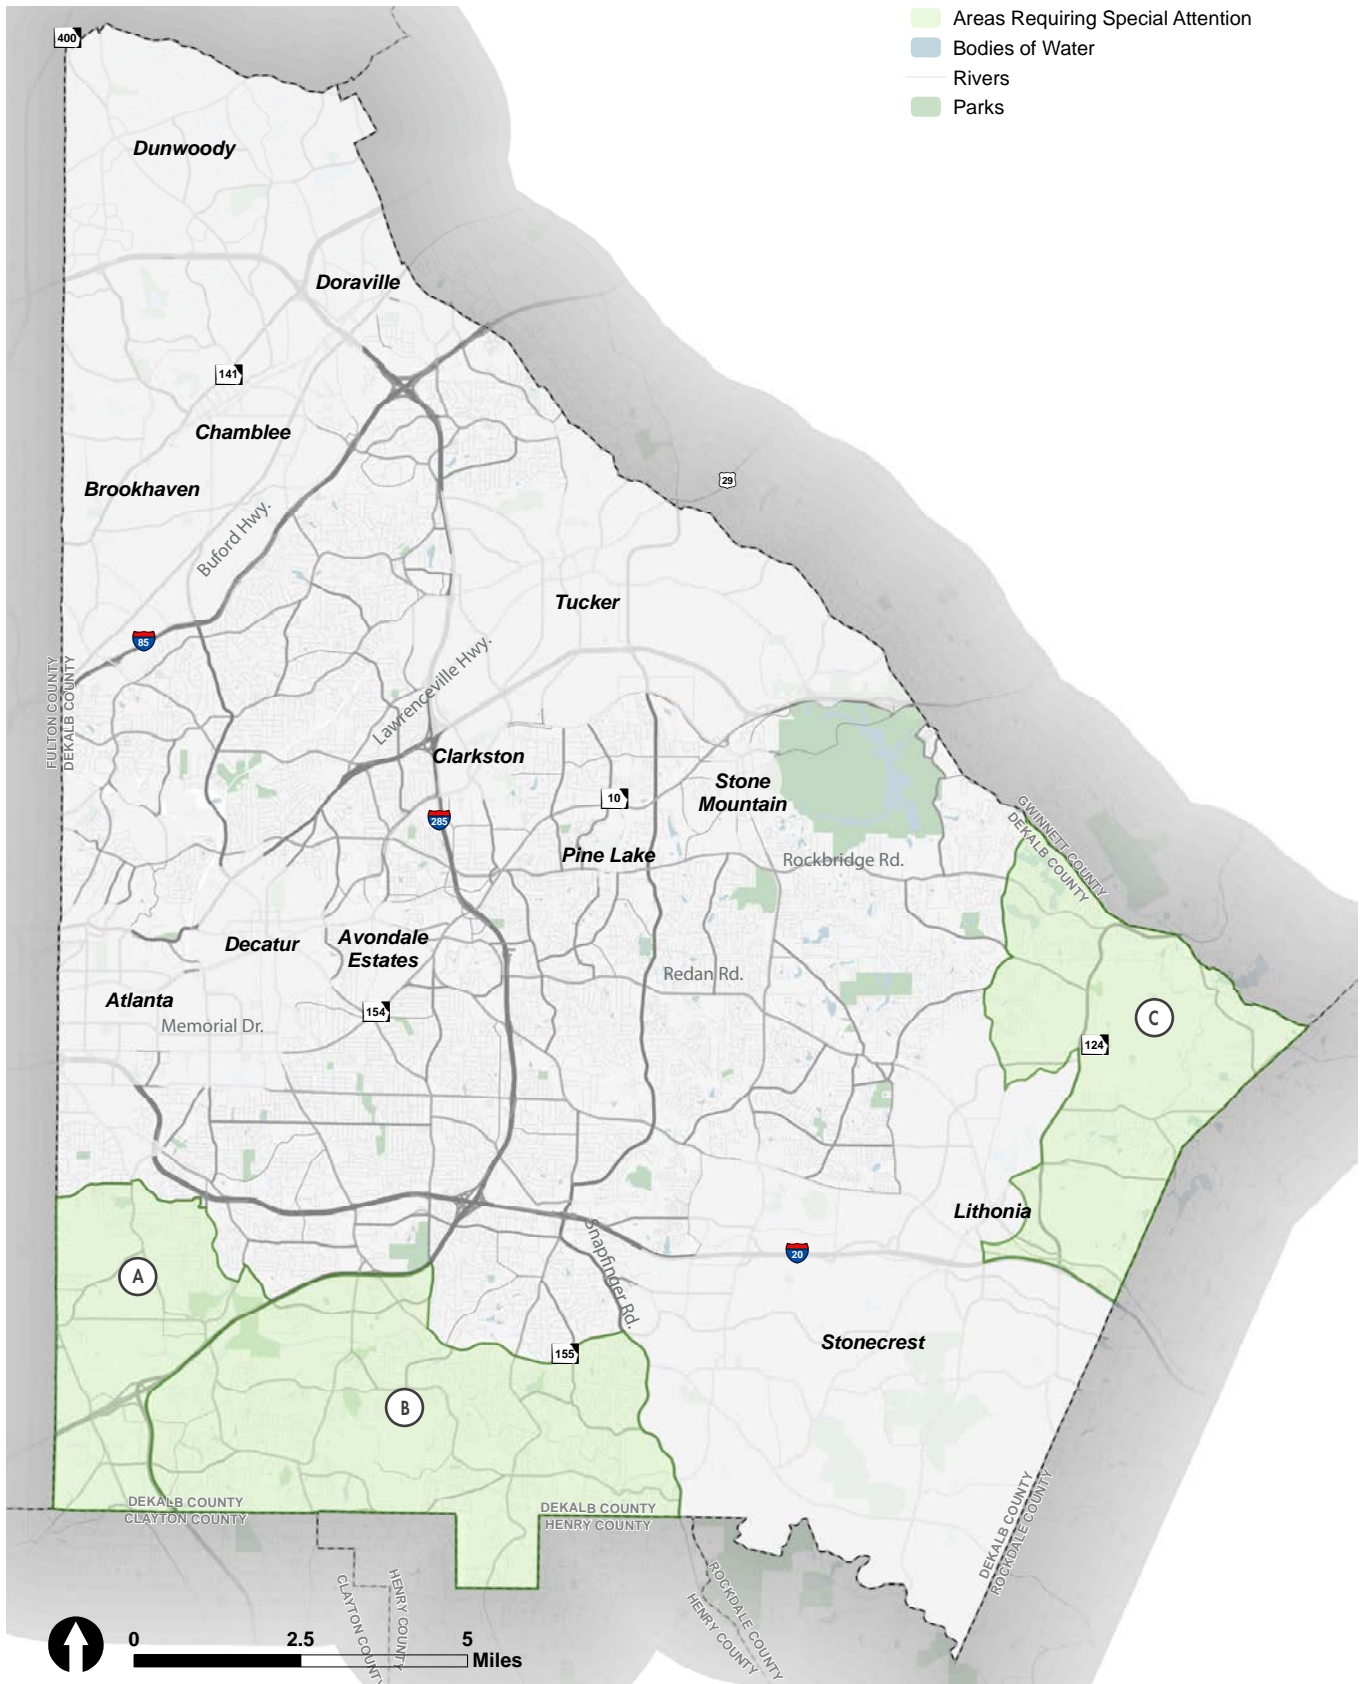 Areas Requiring Special Attention
Bodies of Water
Rivers
Parks
400
Dunwoody
Doraville
141
Chamblee
Brookhaven
29
Buford Hwy.
Tucker
85
Lawrenceville Hwy.
FULTON COUNTY
DEKALB COUNTY
Clarkston
Stone
Mountain
10
285
Pine Lake
Rockbridge Rd.
GWINNETT COUNTY
DEKALB COUNTY
Decatur
Avondale
Estates
Redan Rd.
Atlanta
154
Memorial Dr.
C
124
Lithonia
Snapfinger Rd.
20
A
Stonecrest
155
B
DEKALB COUNTY
CLAYTON COUNTY
DEKALB COUNTY
HENRY COUNTY
DEKALB COUNTY
ROCKDALE COUNTY
CLAYTON COUNTY
HENRY COUNTY
ROCKDALE COUNTY
HENRY COUNTY
0 2.5 5
Miles